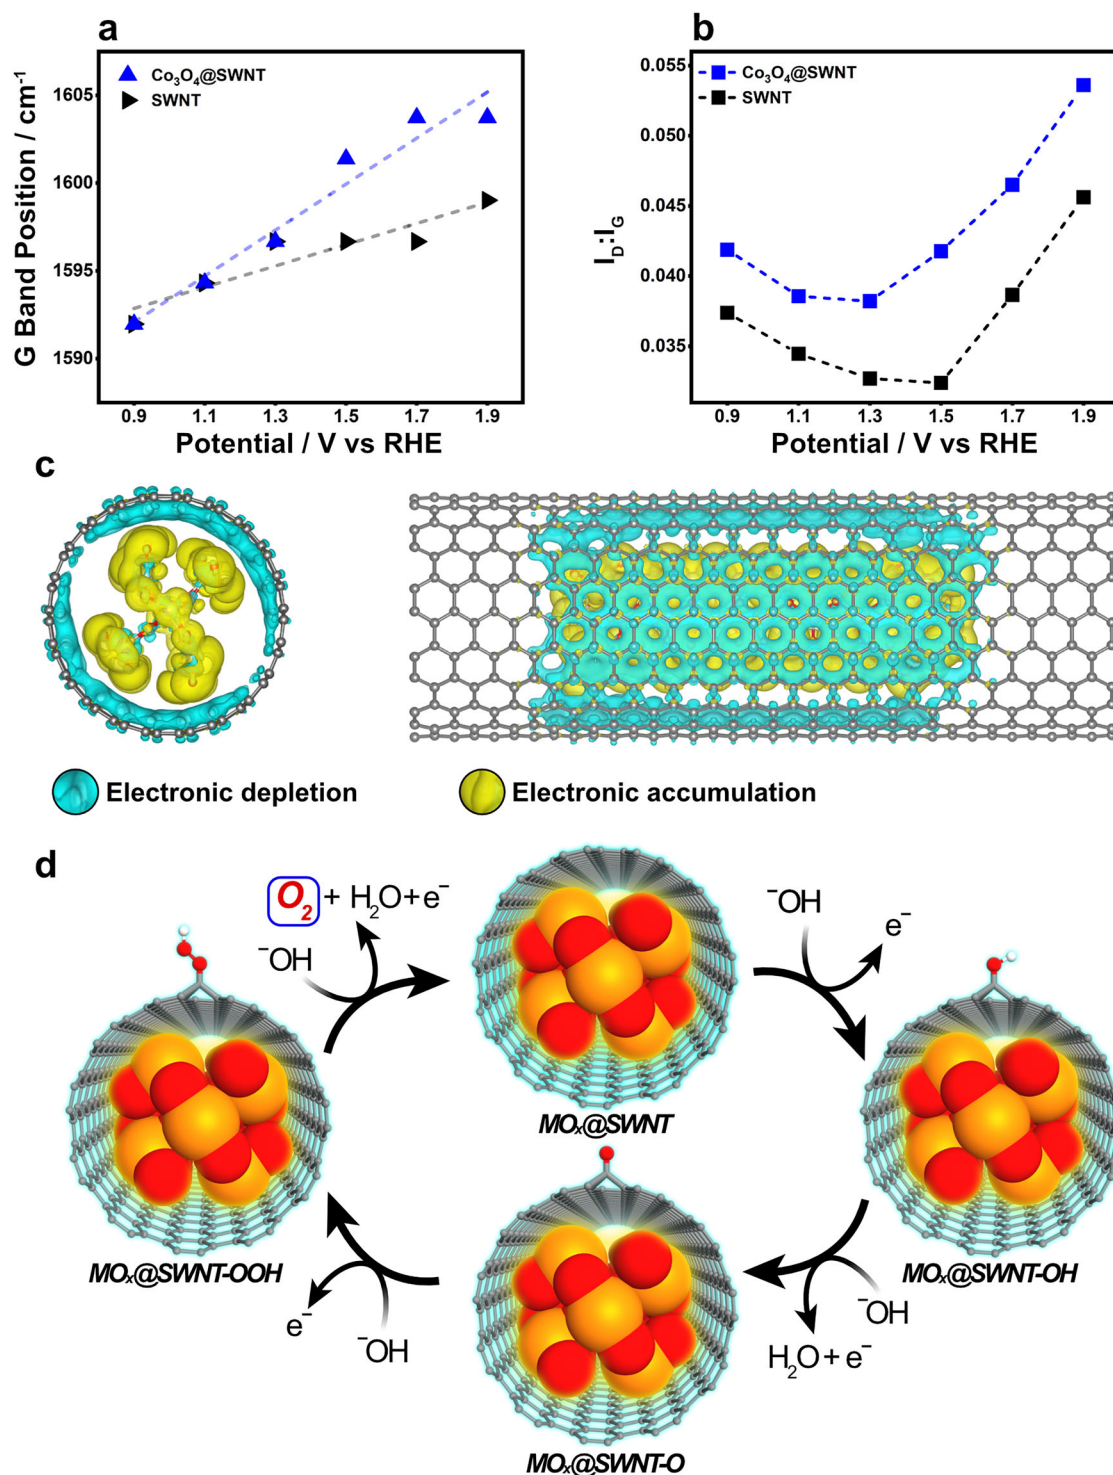 a
G Band Position / cm⁻¹
1605
1600
1595
1590
Co₃O₄@SWNT
SWNT
0.9 1.1 1.3 1.5 1.7 1.9
Potential / V vs RHE
b
I_D:I_G
0.055
0.050
0.045
0.040
0.035
Co₃O₄@SWNT
SWNT
0.9 1.1 1.3 1.5 1.7 1.9
Potential / V vs RHE
c
Electronic depletion
Electronic accumulation
d
O₂ + H₂O+e⁻
⁻OH
⁻OH
e⁻
MOₓ@SWNT
MOₓ@SWNT-OOH
MOₓ@SWNT-OH
e⁻
⁻OH
⁻OH
H₂O+e⁻
MOₓ@SWNT-O